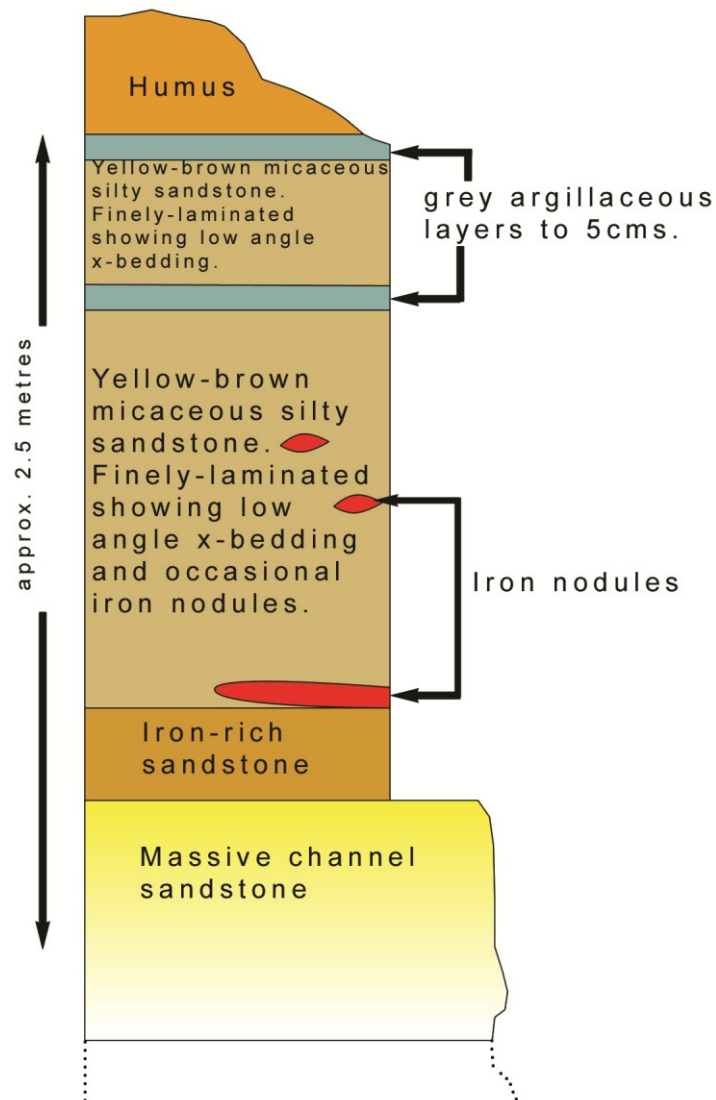 Humus
Yellow-brown micaceous
silty sandstone.
Finely-laminated
showing low angle
x-bedding.
grey argillaceous
layers to 5cms.
approx. 2.5 metres
Yellow-brown
micaceous silty
sandstone.
Finely-laminated
showing low
angle x-bedding
and occasional
iron nodules.
Iron nodules
Iron-rich
sandstone
Massive channel
sandstone